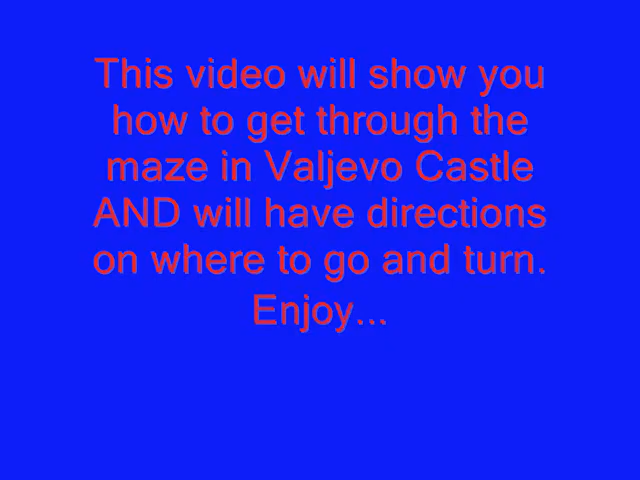 This video will show you
how to get through the
maze in Valjevo Castle
AND will have directions
on where to go and turn.
Enjoy...